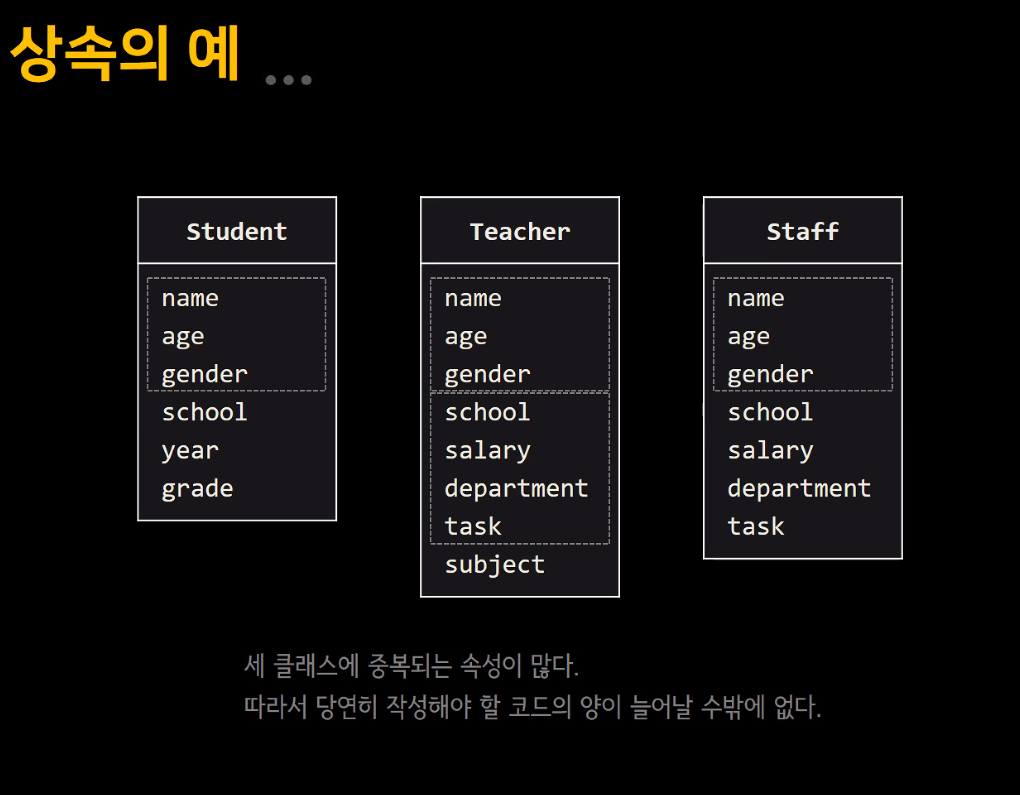 상속의 예 ...
Student
name
age
gender
school
year
grade
Teacher
name
age
gender
school
salary
department
task
subject
Staff
name
age
gender
school
salary
department
task
세 클래스에 중복되는 속성이 많다.
따라서 당연히 작성해야 할 코드의 양이 늘어날 수밖에 없다.